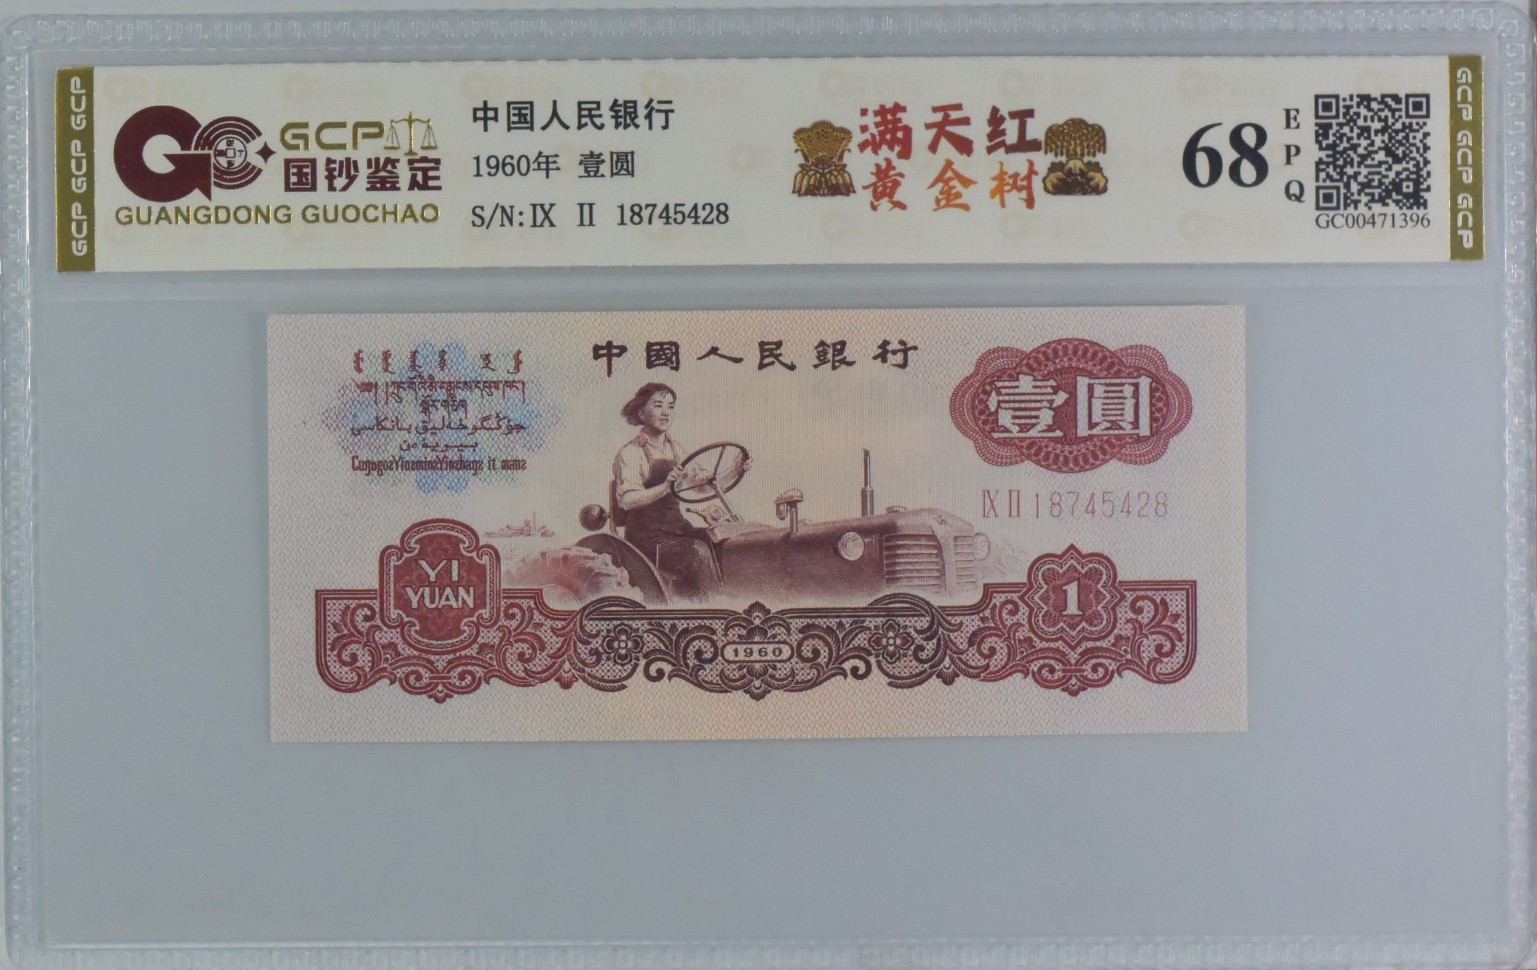 GCP GCP GCP
GCP
国钞鉴定
GUANGDONG GUOCHAO
中国人民银行
1960年 壹圆
S/N: Ⅸ Ⅱ 18745428
满天红
黄金树
68
EPQ
GC00471396
GCP GCP GCP
中國人民銀行
壹圓
Ⅸ Ⅱ 18745428
YI
YUAN
1960
1